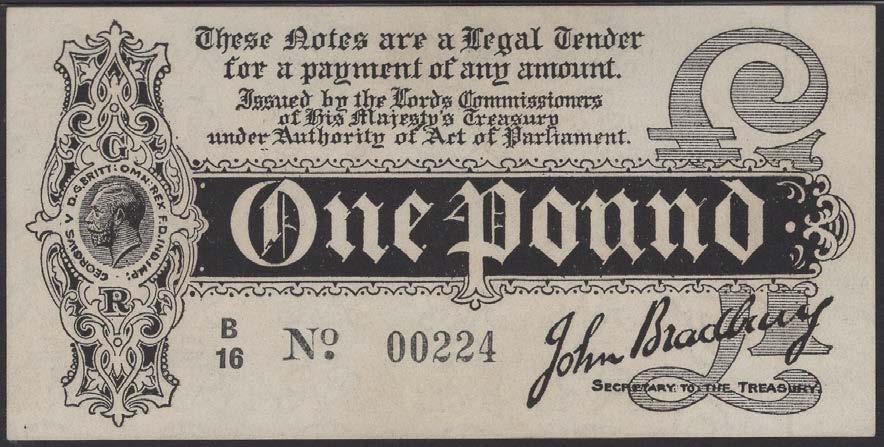 These Notes are a Legal Tender
for a payment of any amount.
Issued by the Lords Commissioners
of His Majesty's Treasury
under Authority of Act of Parliament.
£1
G
GEORGIUS V D.G.BRITT: OMN: REX F.D.IND:IMP:
R
One Pound
B
16
No. 00224
John Bradbury
SECRETARY TO THE TREASURY.